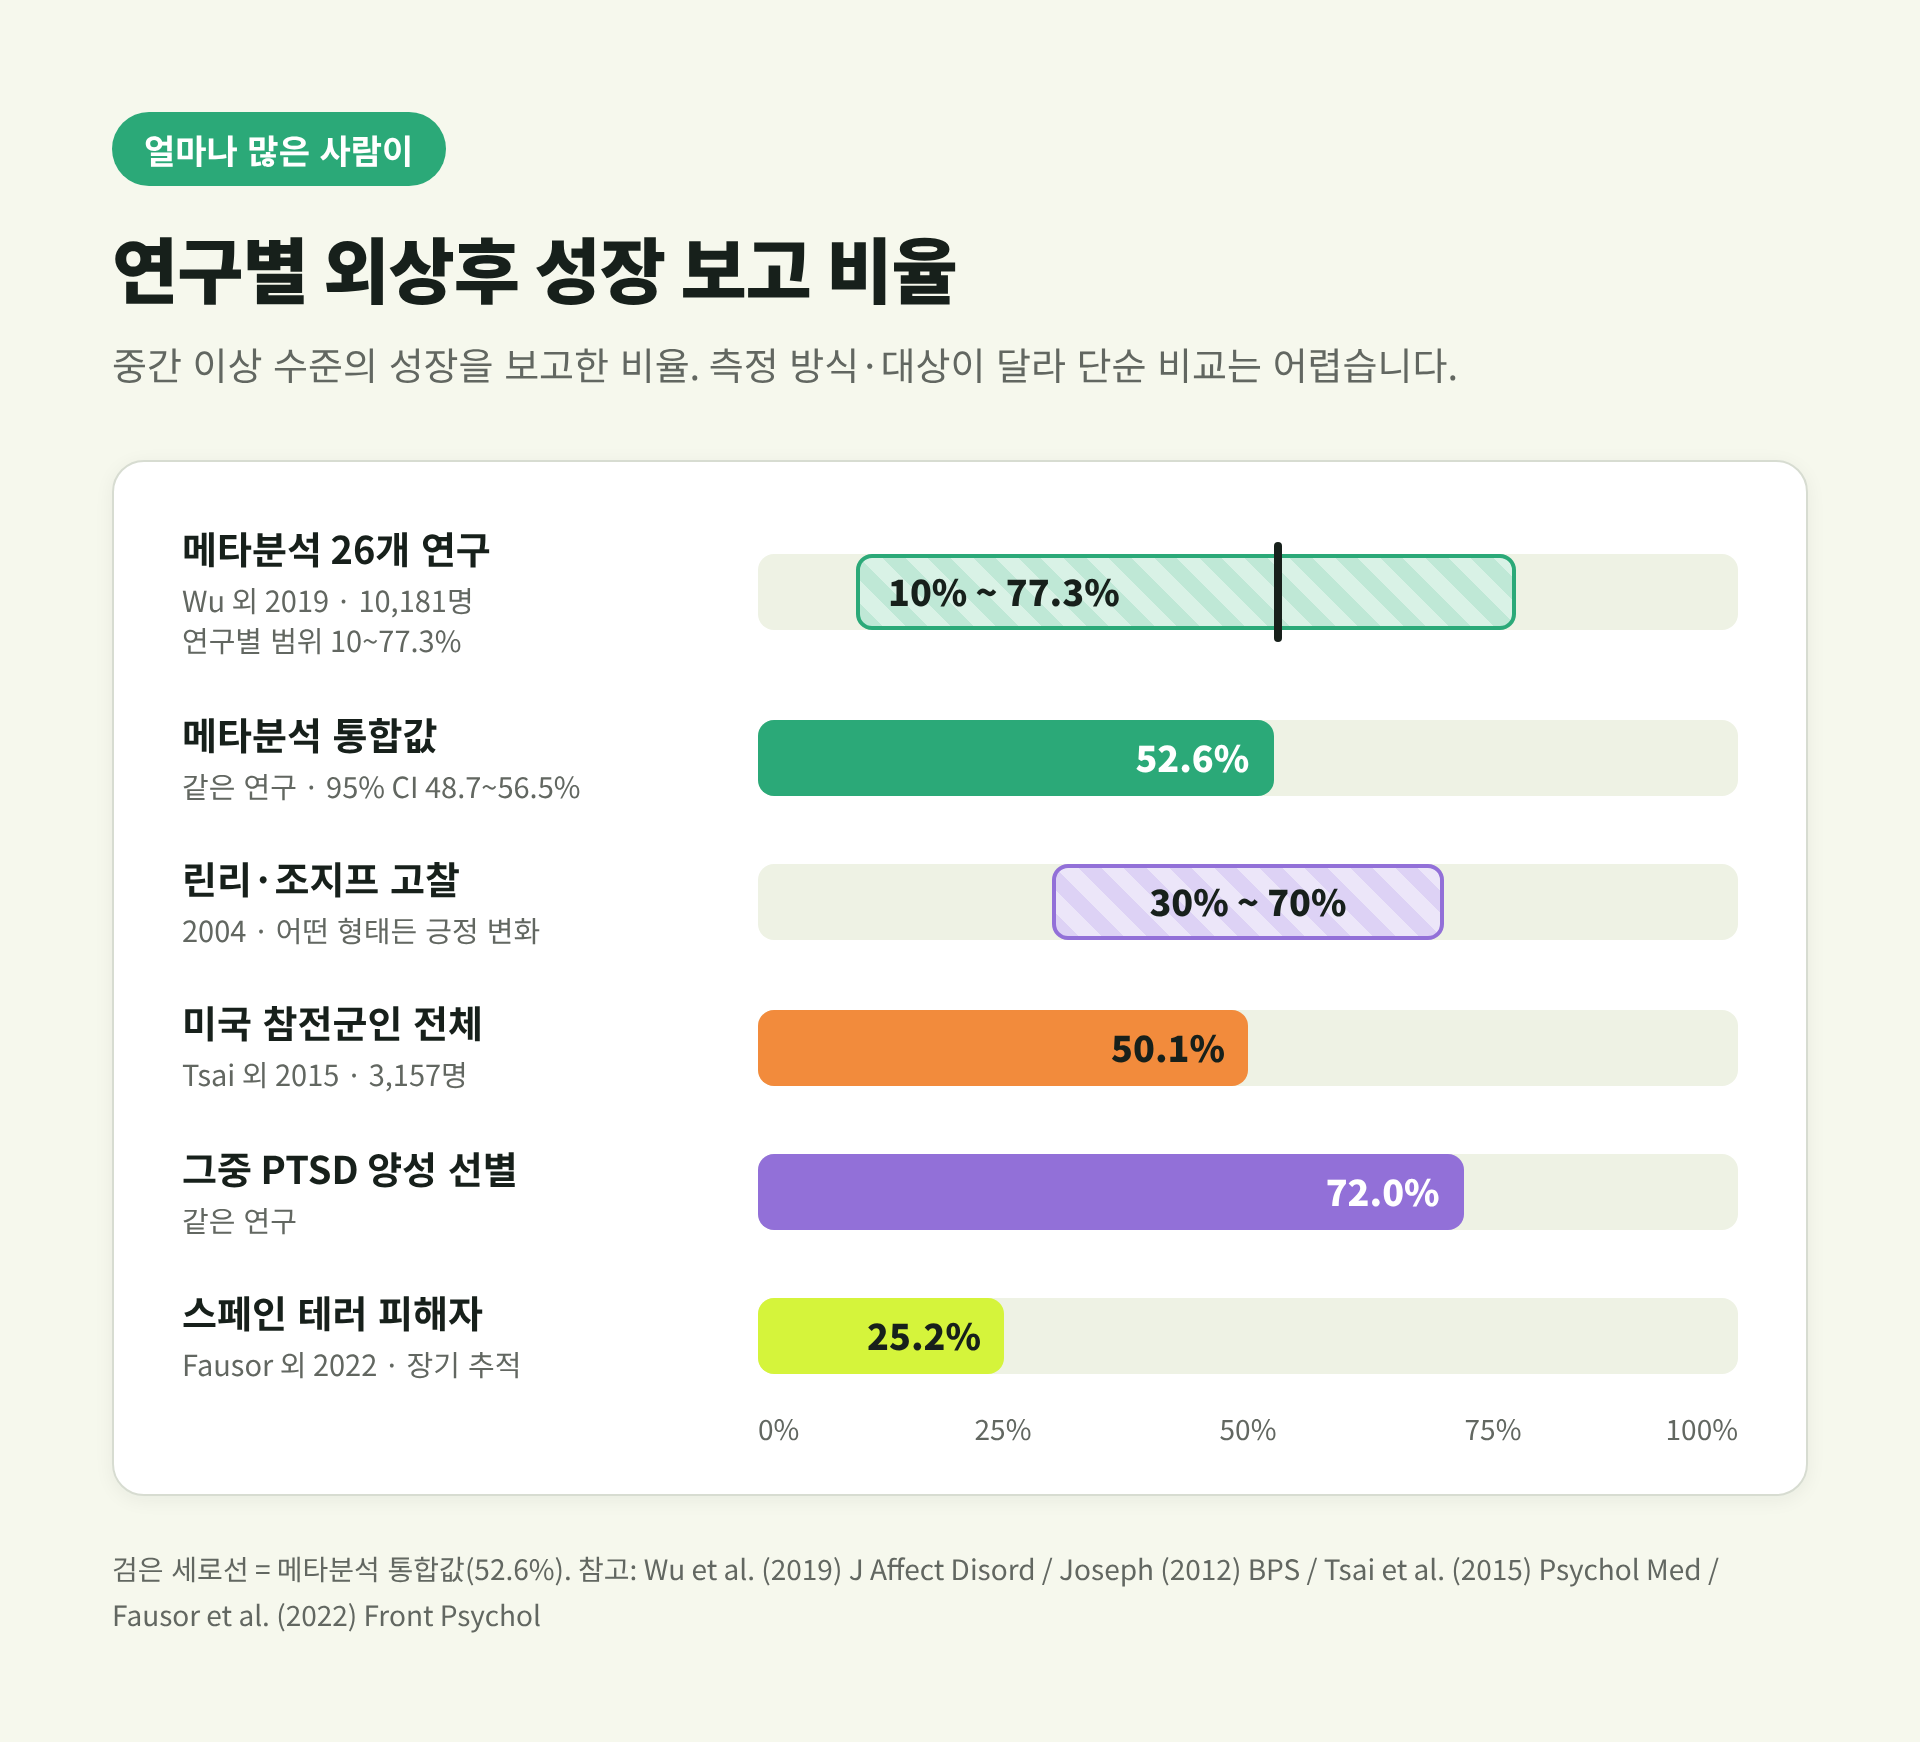 얼마나 많은 사람이
연구별 외상후 성장 보고 비율
중간 이상 수준의 성장을 보고한 비율. 측정 방식·대상이 달라 단순 비교는 어렵습니다.
메타분석 26개 연구
Wu 외 2019 · 10,181명
연구별 범위 10~77.3%
10% ~ 77.3%
메타분석 통합값
같은 연구 · 95% CI 48.7~56.5%
52.6%
린리·조지프 고찰
2004 · 어떤 형태든 긍정 변화
30% ~ 70%
미국 참전군인 전체
Tsai 외 2015 · 3,157명
50.1%
그중 PTSD 양성 선별
같은 연구
72.0%
스페인 테러 피해자
Fausor 외 2022 · 장기 추적
25.2%
0% 25% 50% 75% 100%
검은 세로선 = 메타분석 통합값(52.6%). 참고: Wu et al. (2019) J Affect Disord / Joseph (2012) BPS / Tsai et al. (2015) Psychol Med /
Fausor et al. (2022) Front Psychol